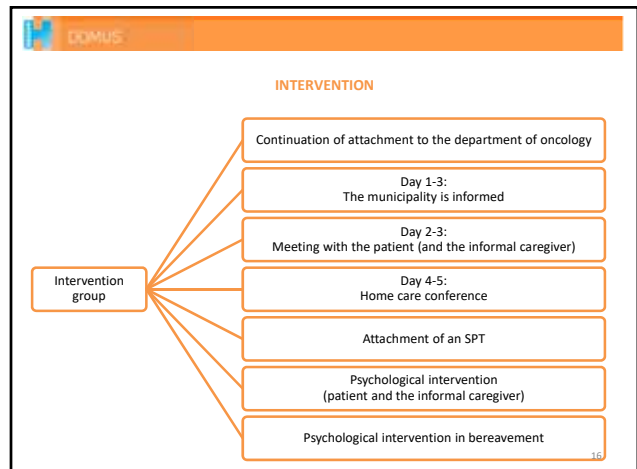 DOMUS
INTERVENTION
Continuation of attachment to the department of oncology
Day 1-3:
The municipality is informed
Day 2-3:
Meeting with the patient (and the informal caregiver)
Intervention
group
Day 4-5:
Home care conference
Attachment of an SPT
Psychological intervention
(patient and the informal caregiver)
Psychological intervention in bereavement
16